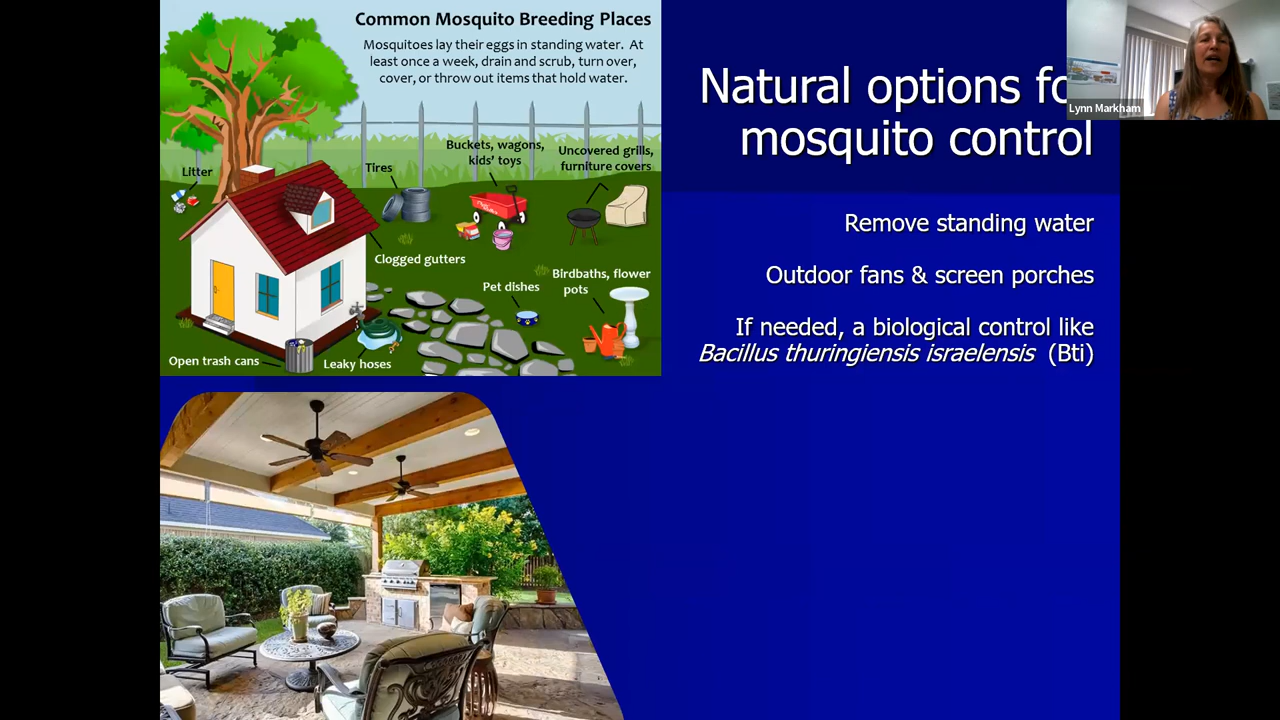 Common Mosquito Breeding Places
Mosquitoes lay their eggs in standing water. At
least once a week, drain and scrub, turn over,
cover, or throw out items that hold water.
Litter
Tires
Buckets, wagons,
kids' toys
Uncovered grills,
furniture covers
Clogged gutters
Pet dishes
Birdbaths, flower
pots
Open trash cans
Leaky hoses
Natural options fo
mosquito control
Remove standing water
Outdoor fans & screen porches
If needed, a biological control like
Bacillus thuringiensis israelensis (Bti)
Lynn Markham